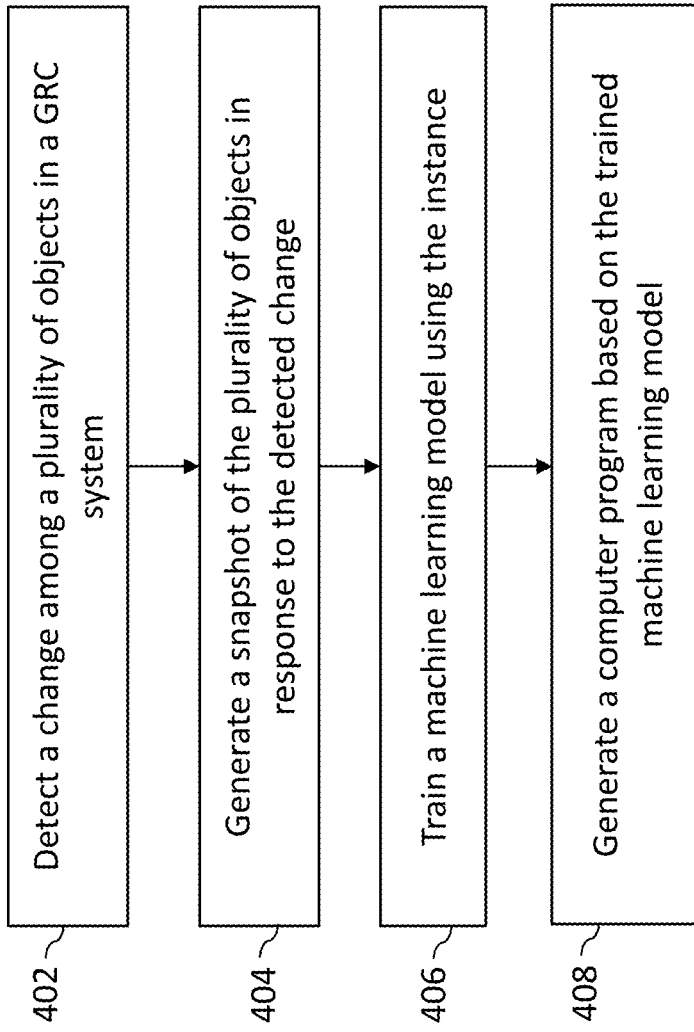 402
Detect a change among a plurality of objects in a GRC
system
404
Generate a snapshot of the plurality of objects in
response to the detected change
406
Train a machine learning model using the instance
408
Generate a computer program based on the trained
machine learning model